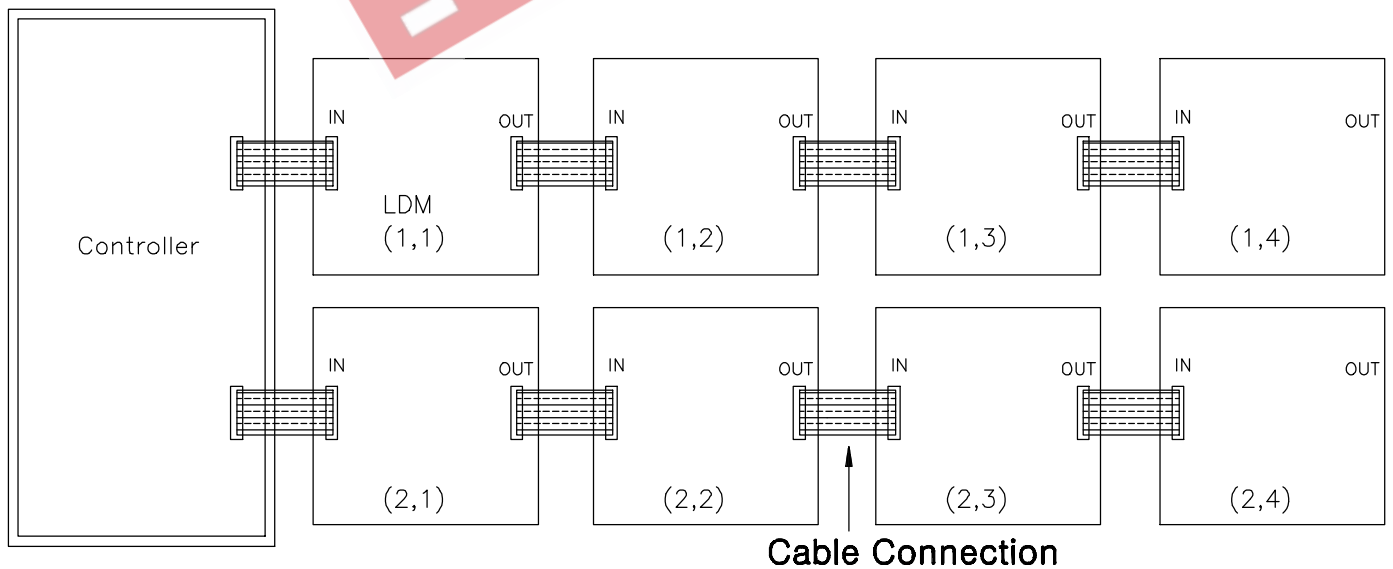 IN OUT IN OUT IN OUT IN OUT
LDM
Controller (1,1) (1,2) (1,3) (1,4)
IN OUT IN OUT IN OUT IN OUT
(2,1) (2,2) (2,3) (2,4)
Cable Connection